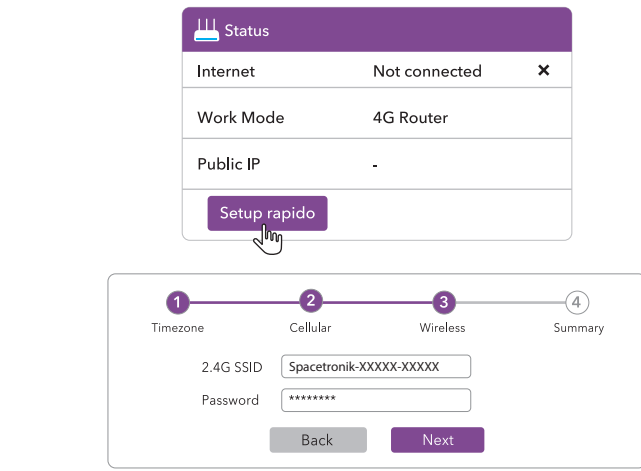 Status
Internet Not connected ×
Work Mode 4G Router
Public IP -
Setup rapido
1 2 3 4
Timezone Cellular Wireless Summary
2.4G SSID Spacetronik-XXXXX-XXXXX
Password ********
Back Next